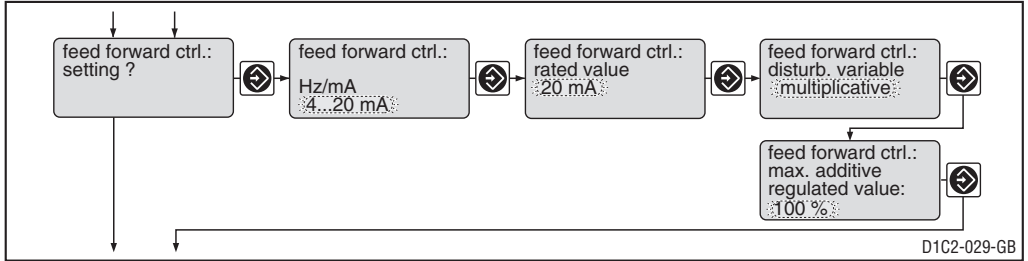 feed forward ctrl.:
setting ?
feed forward ctrl.:
Hz/mA
4...20 mA
feed forward ctrl.:
rated value
20 mA
feed forward ctrl.:
disturb. variable
multiplicative
feed forward ctrl.:
max. additive
regulated value:
100 %
D1C2-029-GB